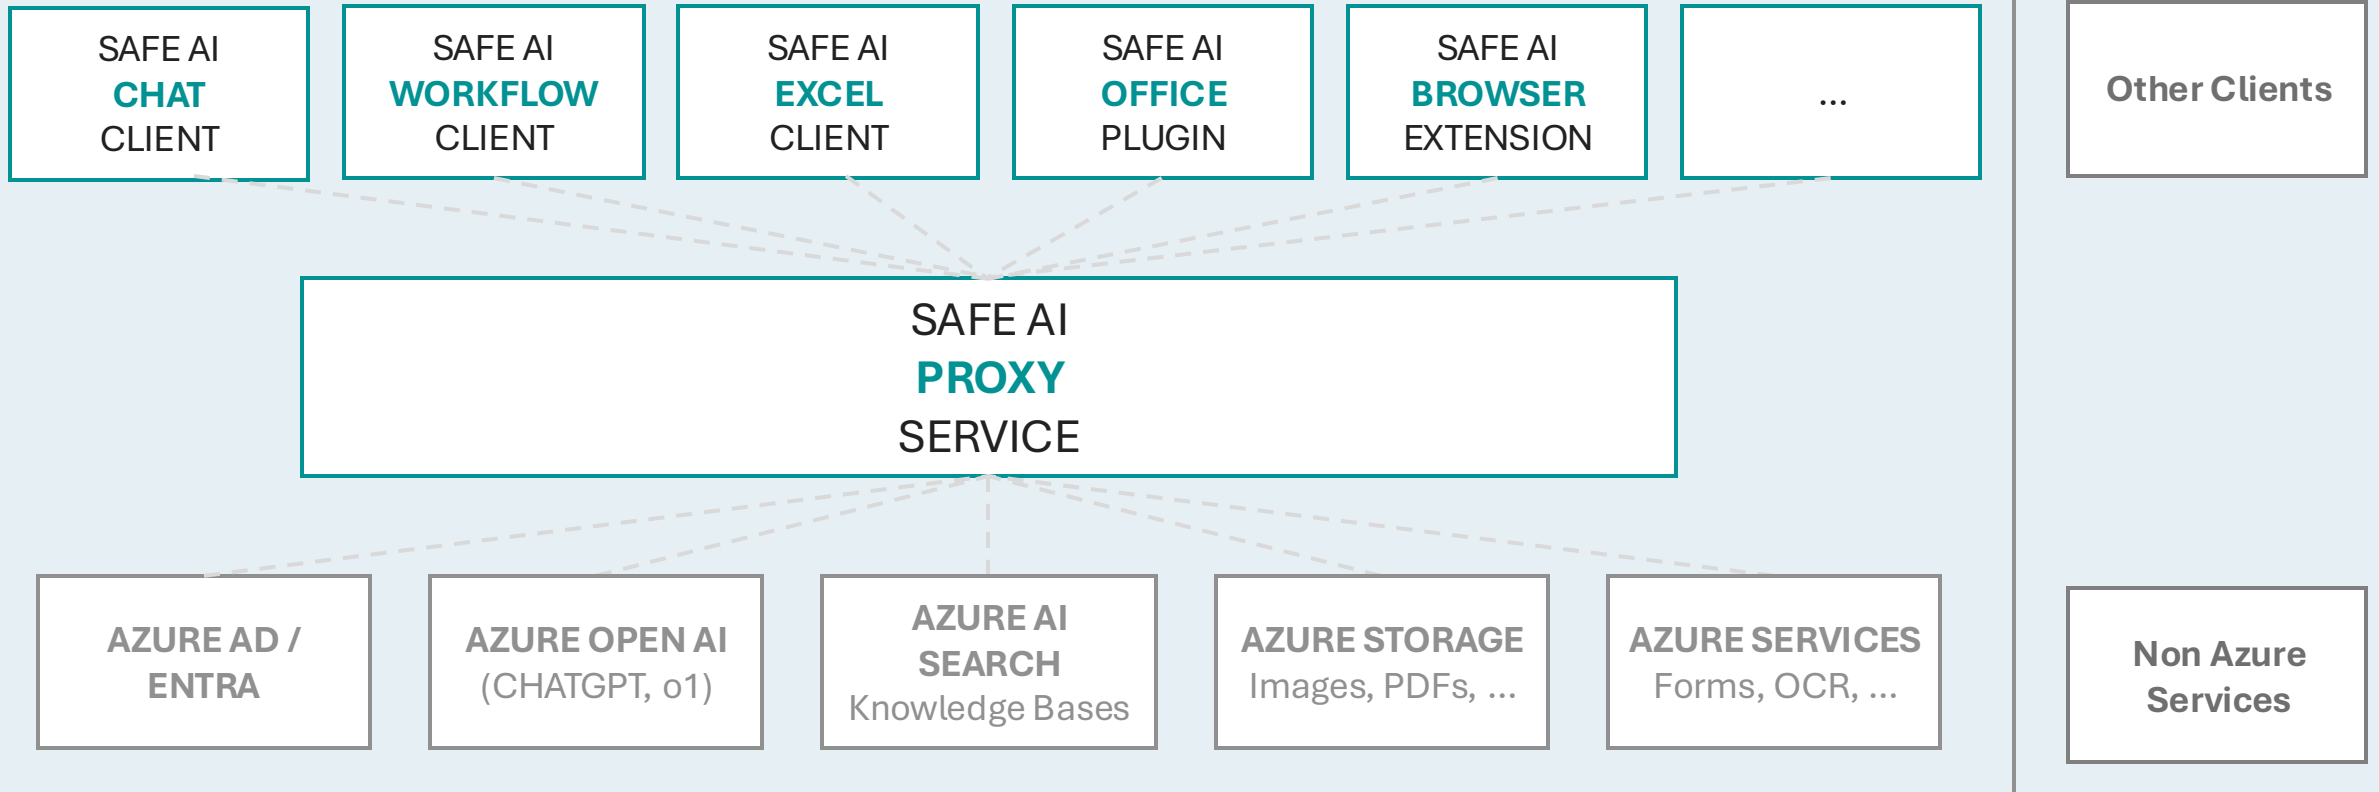 SAFE AI
CHAT
CLIENT
SAFE AI
WORKFLOW
CLIENT
SAFE AI
EXCEL
CLIENT
SAFE AI
OFFICE
PLUGIN
SAFE AI
BROWSER
EXTENSION
...
Other Clients
SAFE AI
PROXY
SERVICE
AZURE AD /
ENTRA
AZURE OPEN AI
(CHATGPT, o1)
AZURE AI
SEARCH
Knowledge Bases
AZURE STORAGE
Images, PDFs, ...
AZURE SERVICES
Forms, OCR, ...
Non Azure
Services